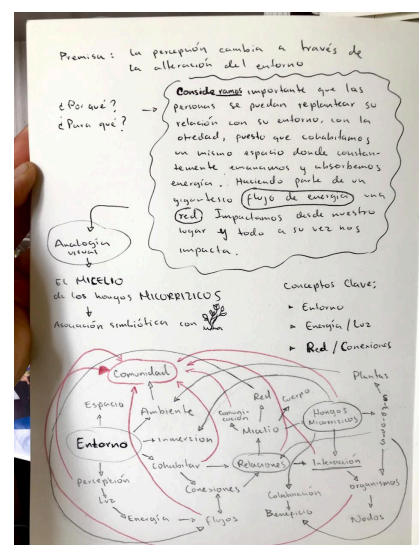 Premisa: La percepción cambia a través de
la alteración del entorno
¿Por qué?
¿Para qué?
Consideramos importante que las
personas se puedan replantear su
relación con su entorno, con la
otredad, puesto que cohabitamos
un mismo espacio donde constan-
temente emanamos y absorbemos
energía. Haciendo parte de un
gigantesco flujo de energía una
red Impactamos desde nuestro
lugar y todo a su vez nos
impacta.
Analogía
visual
EL MICELIO
de los hongos MICORRIZICOS
Asociación simbiótica con
Conceptos Clave:
Entorno
Energía / Luz
Red / Conexiones
Comunidad
Plantas
Espacio
Ambiente
Red
Cuerpo
Hongos
Micorrizicos
Entorno
Inmersion
Micelio
Cohabitar
Relaciones
Interacción
Percepción
Conexiones
Colaboración
organismos
Luz
Energía
Flujos
Beneficio
Nodos